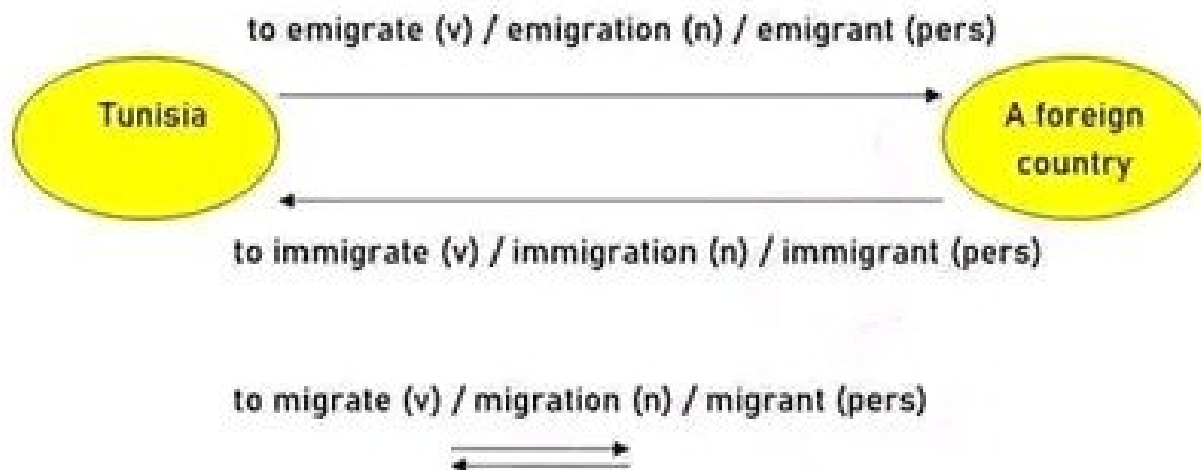 to emigrate (v) / emigration (n) / emigrant (pers)
Tunisia
A foreign
country
to immigrate (v) / immigration (n) / immigrant (pers)
to migrate (v) / migration (n) / migrant (pers)